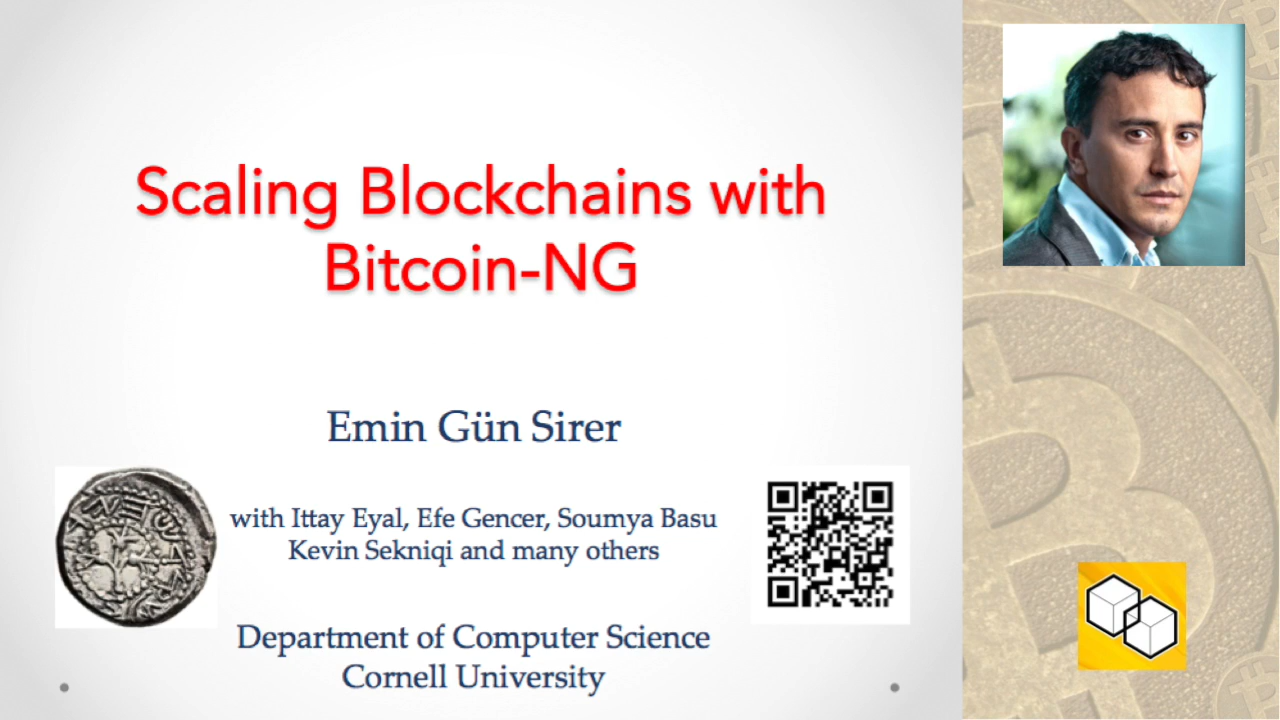 Scaling Blockchains with
Bitcoin-NG
Emin Gün Sirer
with Ittay Eyal, Efe Gencer, Soumya Basu
Kevin Sekniqi and many others
Department of Computer Science
Cornell University